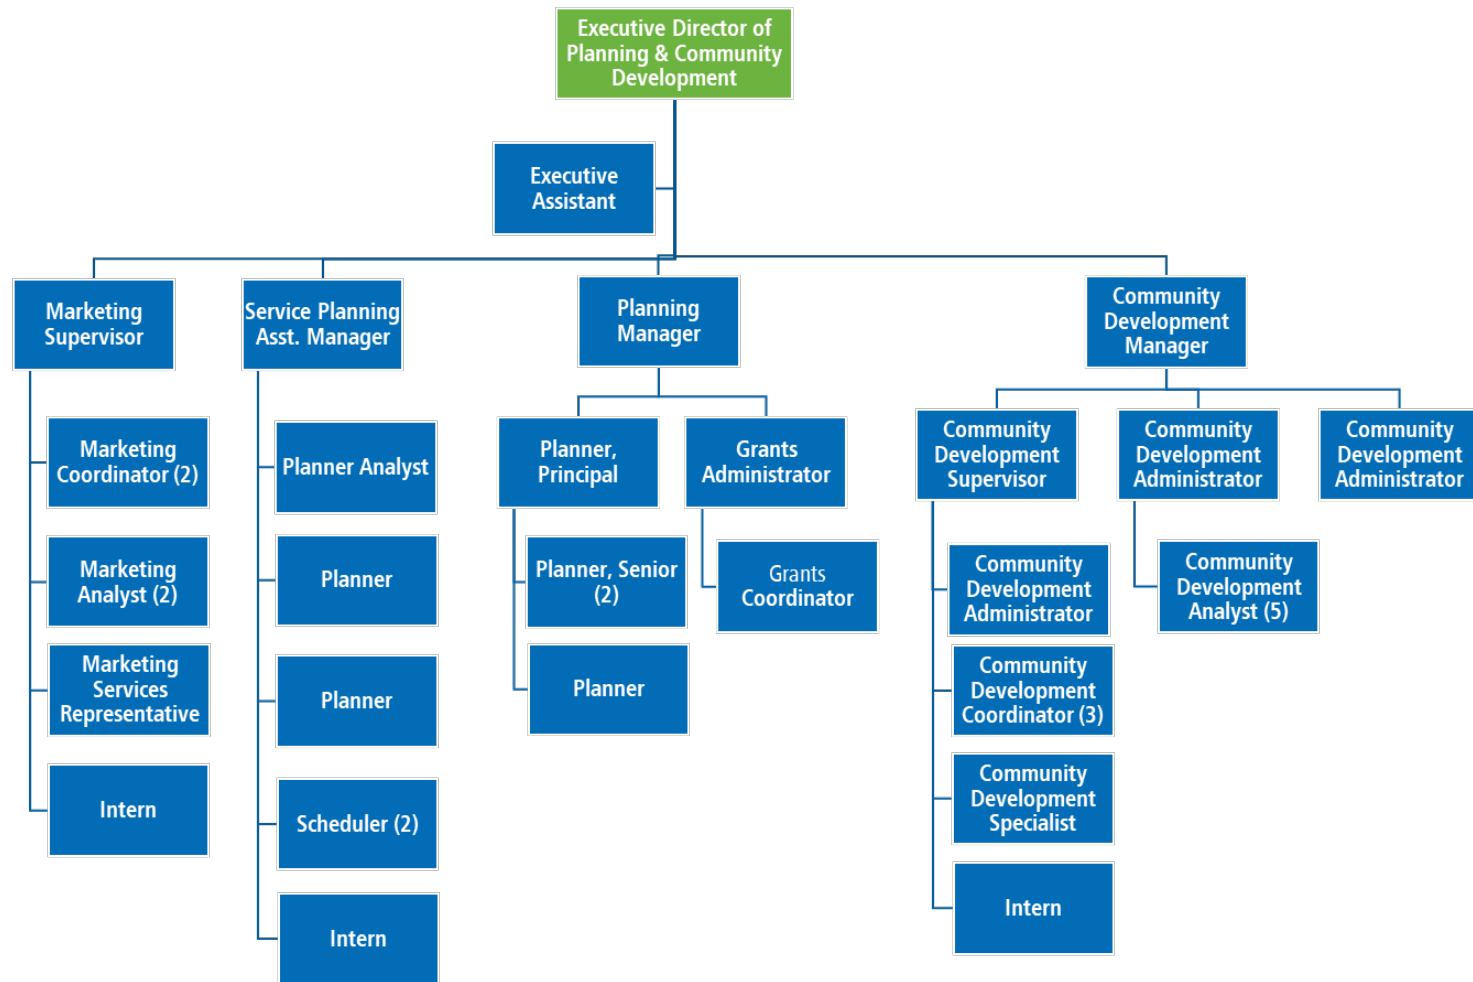 Executive Director of
Planning & Community
Development
Executive
Assistant
Marketing
Supervisor
Service Planning
Asst. Manager
Planning
Manager
Community
Development
Manager
Marketing
Coordinator (2)
Marketing
Analyst (2)
Marketing
Services
Representative
Intern
Planner Analyst
Planner
Planner
Scheduler (2)
Intern
Planner,
Principal
Grants
Administrator
Planner, Senior
(2)
Planner
Grants
Coordinator
Community
Development
Supervisor
Community
Development
Administrator
Community
Development
Administrator
Community
Development
Administrator
Community
Development
Coordinator (3)
Community
Development
Specialist
Intern
Community
Development
Analyst (5)